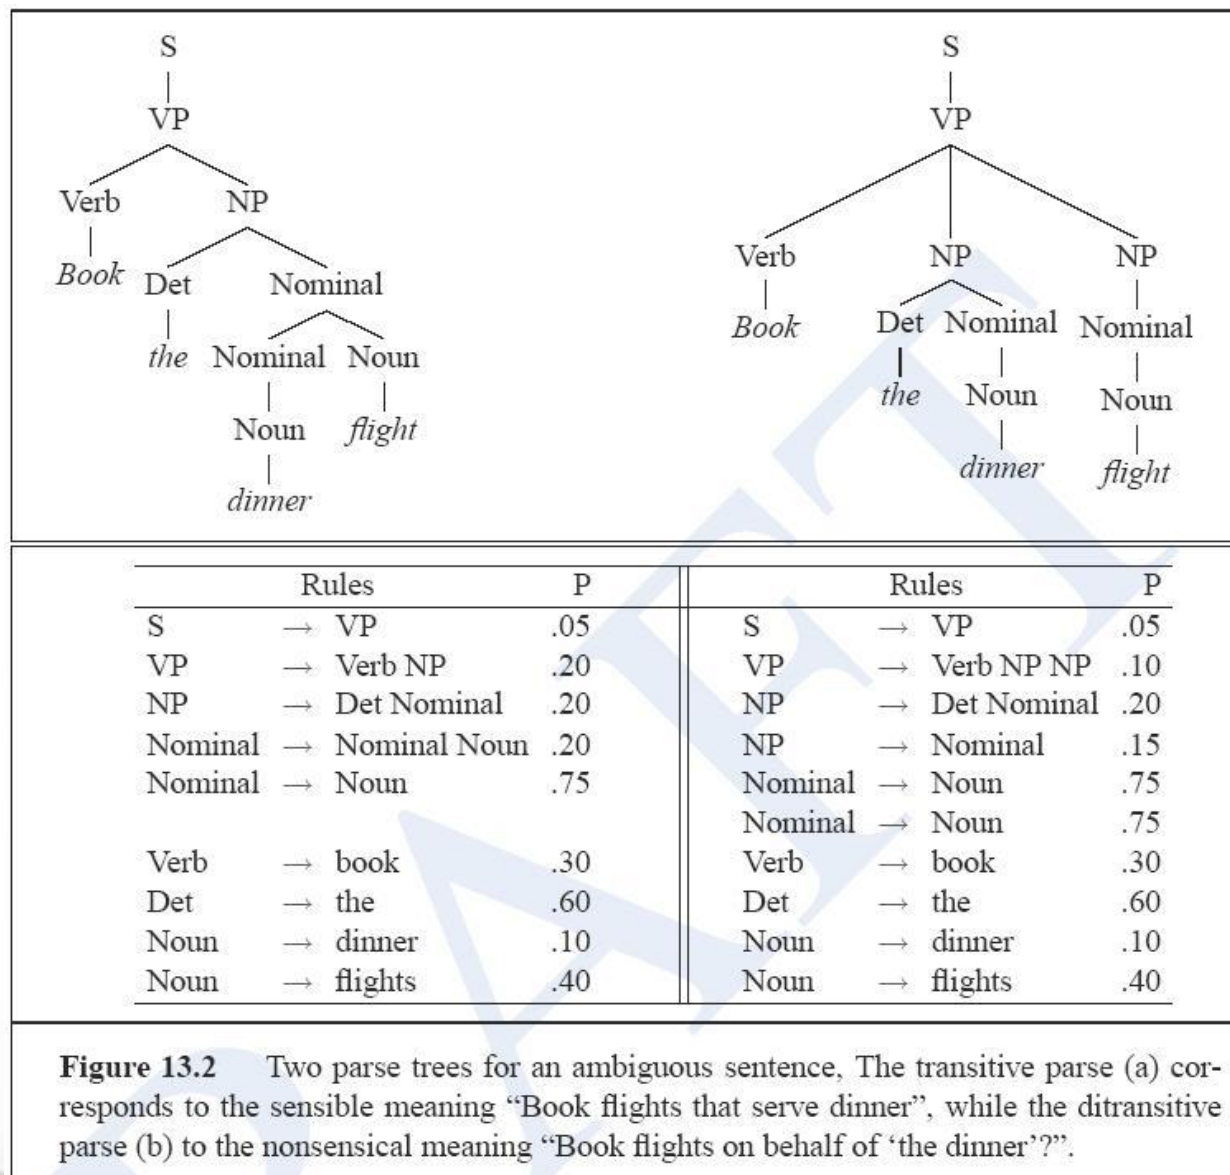 S
VP
Verb NP
Book Det Nominal
the Nominal Noun
Noun flight
dinner
S
VP
Verb NP NP
Book Det Nominal Nominal
the Noun Noun
dinner flight
Rules P
S → VP .05
VP → Verb NP .20
NP → Det Nominal .20
Nominal → Nominal Noun .20
Nominal → Noun .75
Verb → book .30
Det → the .60
Noun → dinner .10
Noun → flights .40
Rules P
S → VP .05
VP → Verb NP NP .10
NP → Det Nominal .20
NP → Nominal .15
Nominal → Noun .75
Nominal → Noun .75
Verb → book .30
Det → the .60
Noun → dinner .10
Noun → flights .40
Figure 13.2 Two parse trees for an ambiguous sentence, The transitive parse (a) cor-
responds to the sensible meaning “Book flights that serve dinner”, while the ditransitive
parse (b) to the nonsensical meaning “Book flights on behalf of ‘the dinner’?”.
DRAFT